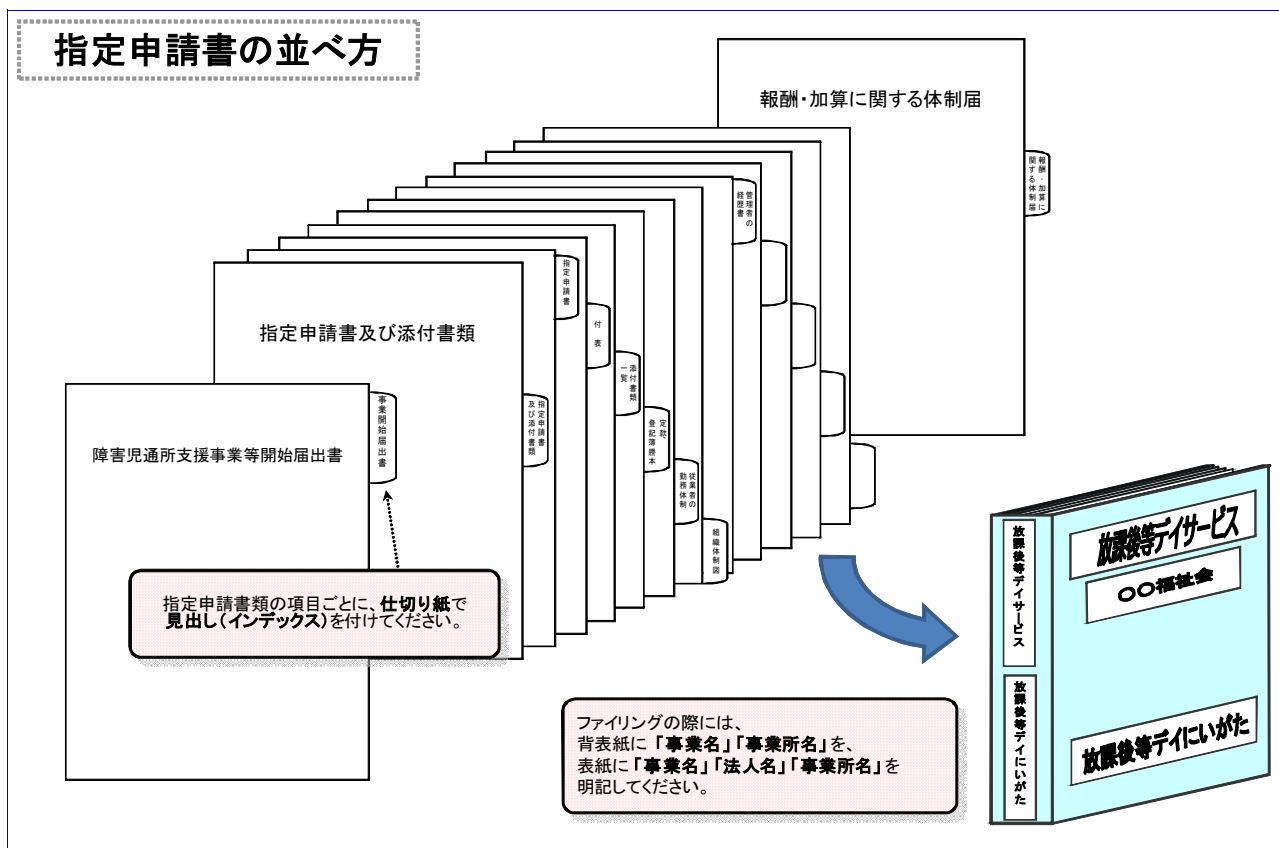 指定申請書の並べ方
報酬・加算に関する体制届
報酬・加算に
関する体制届
管理者の
経歴書
指定申請書
付表
添付書類
一覧
定款、
登記簿謄本
従業者の
勤務体制
組織体制図
指定申請書及び添付書類
指定申請書
及び添付書類
障害児通所支援事業等開始届出書
事業開始届出書
指定申請書類の項目ごとに、仕切り紙で
見出し(インデックス)を付けてください。
ファイリングの際には、
背表紙に「事業名」「事業所名」を、
表紙に「事業名」「法人名」「事業所名」を
明記してください。
放課後等デイサービス
放課後等デイにいがた
放課後等デイサービス
〇〇福祉会
放課後等デイにいがた